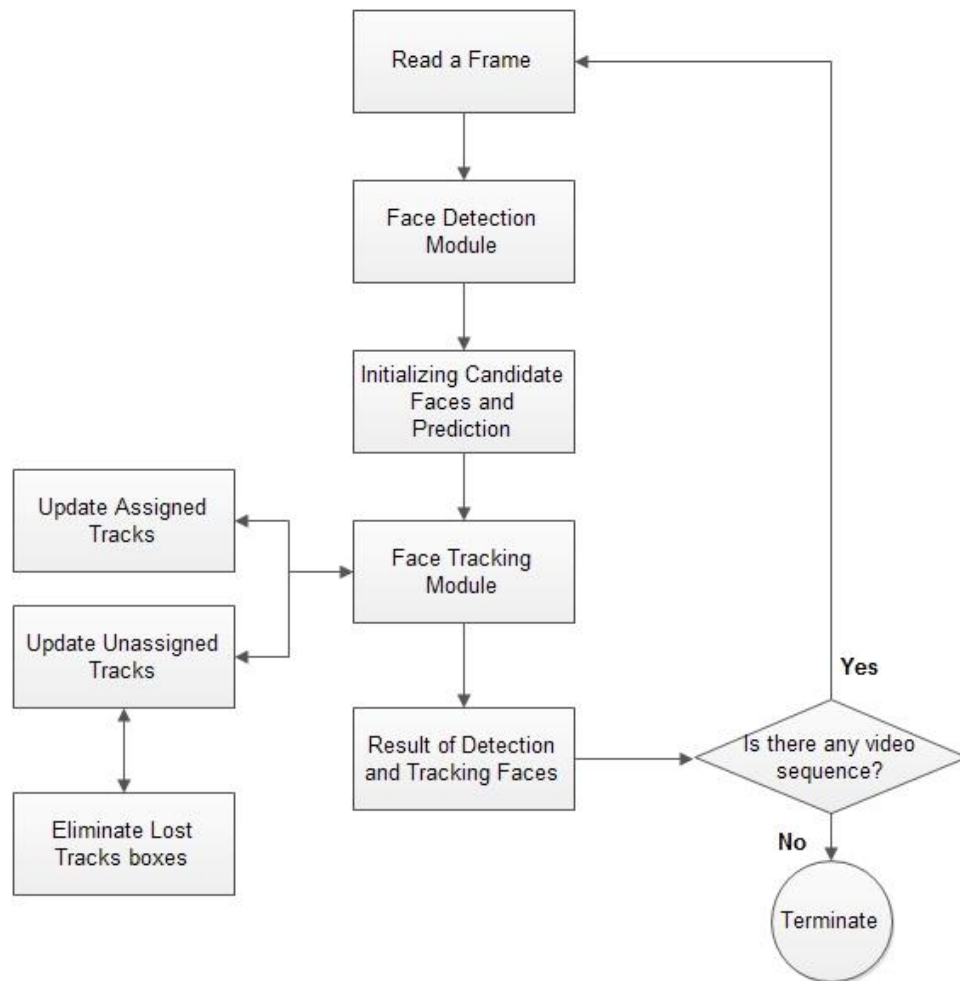 Read a Frame
Face Detection
Module
Initializing Candidate
Faces and
Prediction
Update Assigned
Tracks
Face Tracking
Module
Update Unassigned
Tracks
Yes
Result of Detection
and Tracking Faces
Is there any video
sequence?
Eliminate Lost
Tracks boxes
No
Terminate